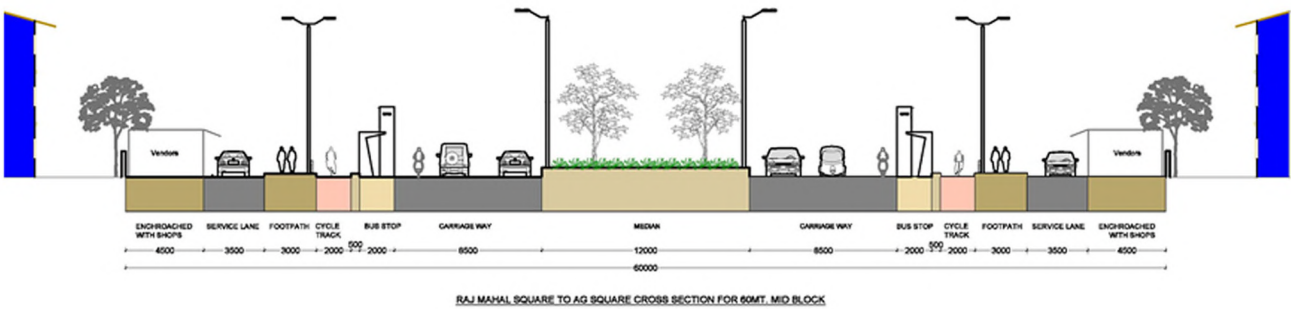 Vendors
Vendors
ENCHROACHED
WITH SHOPS
SERVICE LANE
FOOTPATH
CYCLE
TRACK
BUS STOP
CARRIAGE WAY
MEDIAN
CARRIAGE WAY
BUS STOP
CYCLE
TRACK
FOOTPATH
SERVICE LANE
ENCHROACHED
WITH SHOPS
4500 3500 3000 2000 500 2000 8500 12000 8500 2000 500 2000 3000 3500 4500
60000
RAJ MAHAL SQUARE TO AG SQUARE CROSS SECTION FOR 60MT. MID BLOCK